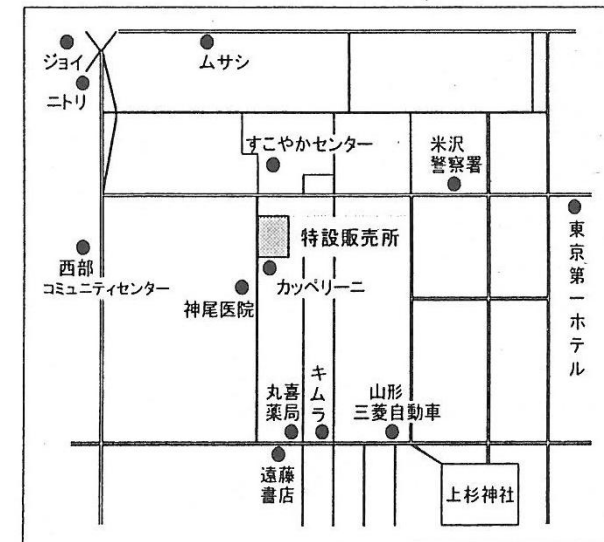 ジョイ
ムサシ
ニトリ
すこやかセンター
米沢
警察署
特設販売所
東京第一ホテル
西部
コミュニティセンター
カッペリーニ
神尾医院
丸喜
薬局
キムラ
山形
三菱自動車
遠藤
書店
上杉神社